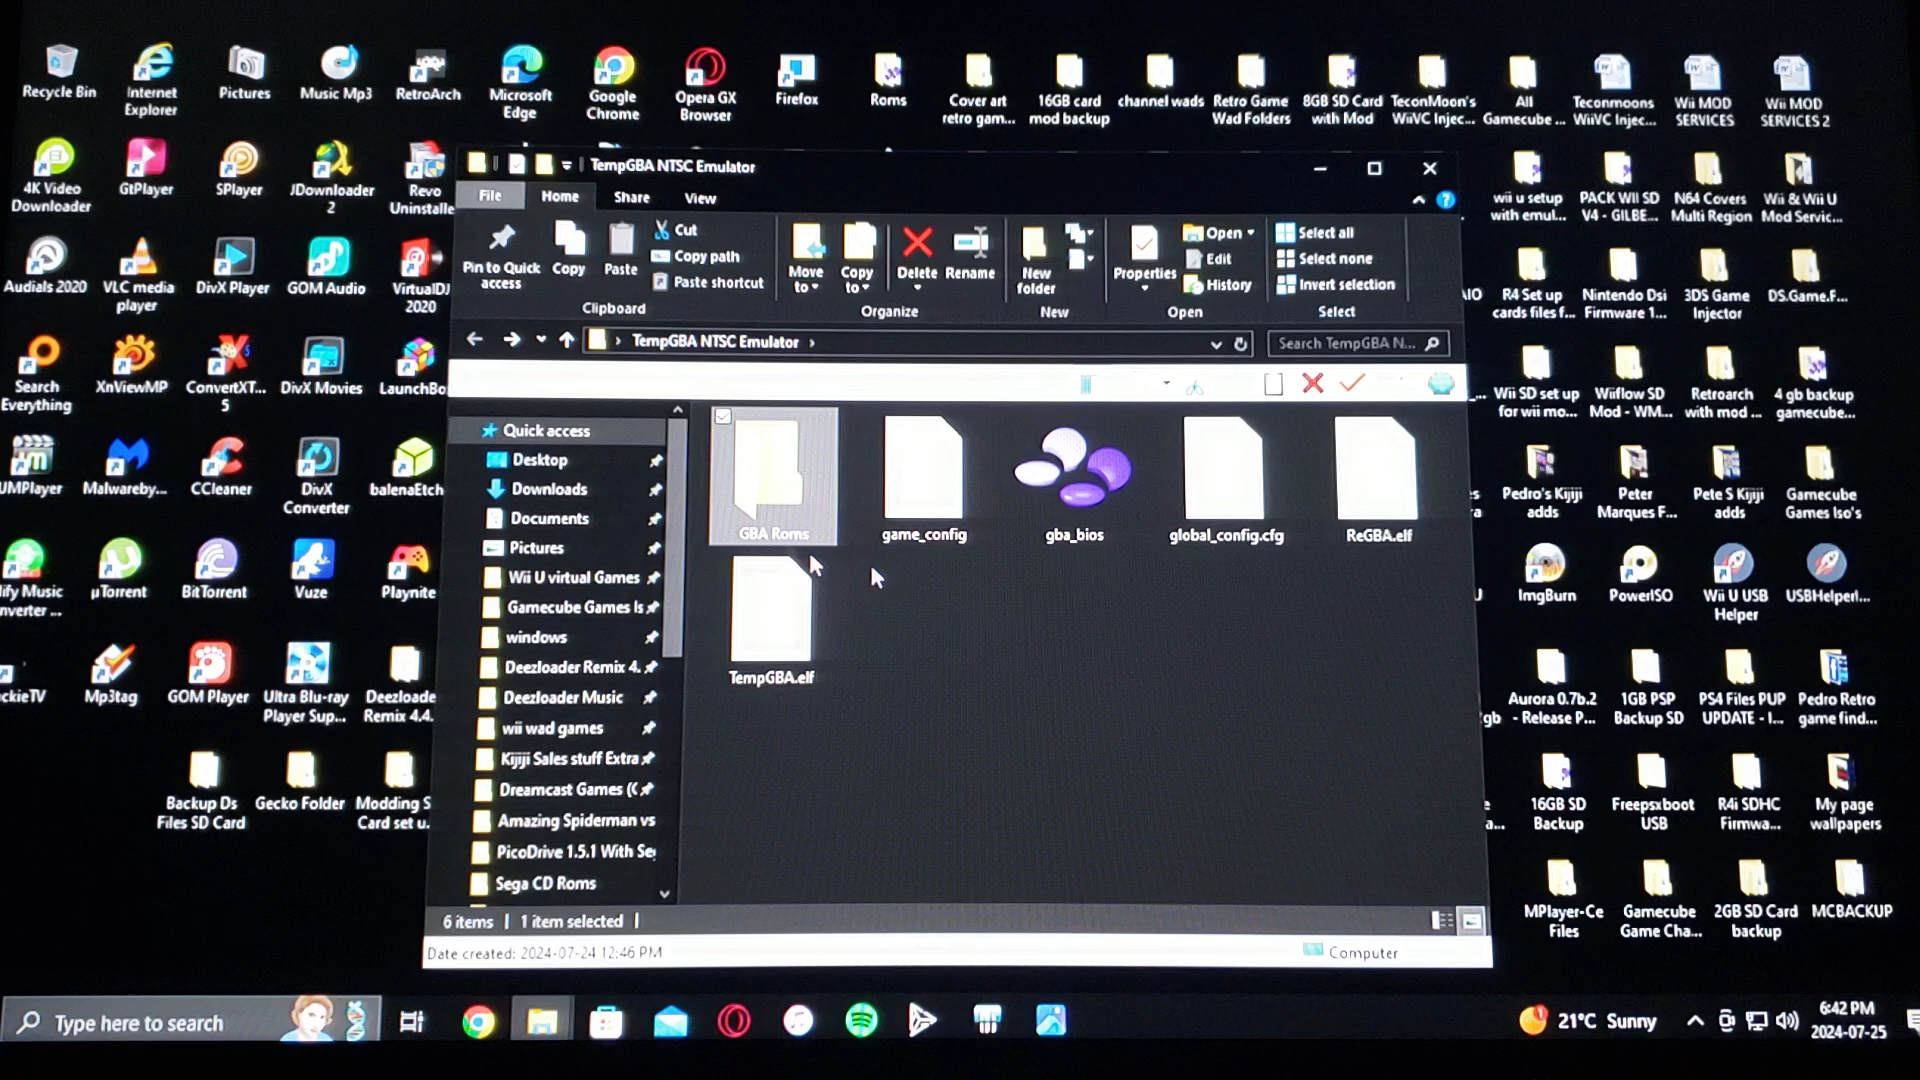 Recycle Bin
Internet
Explorer
Pictures
Music Mp3
RetroArch
Microsoft
Edge
Google
Chrome
Opera GX
Browser
Firefox
Roms
Cover art
retro gam...
16GB card
mod backup
channel wads
Retro Game
Wad Folders
8GB SD Card
with Mod
TeconMoon's
WiiVC Injec...
All
Gamecube ...
Teconmoons
WiiVC Injec...
Wii MOD
SERVICES
Wii MOD
SERVICES 2
4K Video
Downloader
GtPlayer
SPlayer
JDownloader
2
Revo
Uninstalle
wii u setup
with emul...
PACK WII SD
V4 - GILBE...
N64 Covers
Multi Region
Wii & Wii U
Mod Servic...
Audials 2020
VLC media
player
DivX Player
GOM Audio
VirtualDJ
2020
R4 Set up
cards files f...
Nintendo Dsi
Firmware 1...
3DS Game
Injector
DS.Game.F...
Search
Everything
XnViewMP
ConvertXT...
5
DivX Movies
LaunchBo
Wii SD set up
for wii mo...
Wiiflow SD
Mod - WM...
Retroarch
with mod ...
4 gb backup
gamecube...
UMPlayer
Malwareby...
CCleaner
DivX
Converter
balenaEtch
Pedro's Kijiji
adds
Peter
Marques F...
Pete S Kijiji
adds
Gamecube
Games Iso's
ify Music
nverter ...
µTorrent
BitTorrent
Vuze
Playnite
ImgBurn
PowerISO
Wii U USB
Helper
USBHelperl...
ckieTV
Mp3tag
GOM Player
Ultra Blu-ray
Player Sup...
Deezloade
Remix 4.4.
Aurora 0.7b.2
- Release P...
1GB PSP
Backup SD
PS4 Files PUP
UPDATE - I...
Pedro Retro
game find...
Backup Ds
Files SD Card
Gecko Folder
Modding S
Card set u.
16GB SD
Backup
Freepsxboot
USB
R4i SDHC
Firmwa...
My page
wallpapers
MPlayer-Ce
Files
Gamecube
Game Cha...
2GB SD Card
backup
MCBACKUP
TempGBA NTSC Emulator
File
Home
Share
View
Pin to Quick
access
Copy
Paste
Cut
Copy path
Paste shortcut
Clipboard
Move
to
Copy
to
Delete
Rename
Organize
New
folder
New
Properties
Open
Edit
History
Open
Select all
Select none
Invert selection
Select
TempGBA NTSC Emulator
Search TempGBA N...
Quick access
Desktop
Downloads
Documents
Pictures
Wii U virtual Games
Gamecube Games Is
windows
Deezloader Remix 4.
Deezloader Music
wii wad games
Kijiji Sales stuff Extra
Dreamcast Games (C
Amazing Spiderman vs
PicoDrive 1.5.1 With Se
Sega CD Roms
GBA Roms
game_config
gba_bios
global_config.cfg
ReGBA.elf
TempGBA.elf
6 items
1 item selected
Date created: 2024-07-24 12:46 PM
Computer
Type here to search
21°C Sunny
6:42 PM
2024-07-25